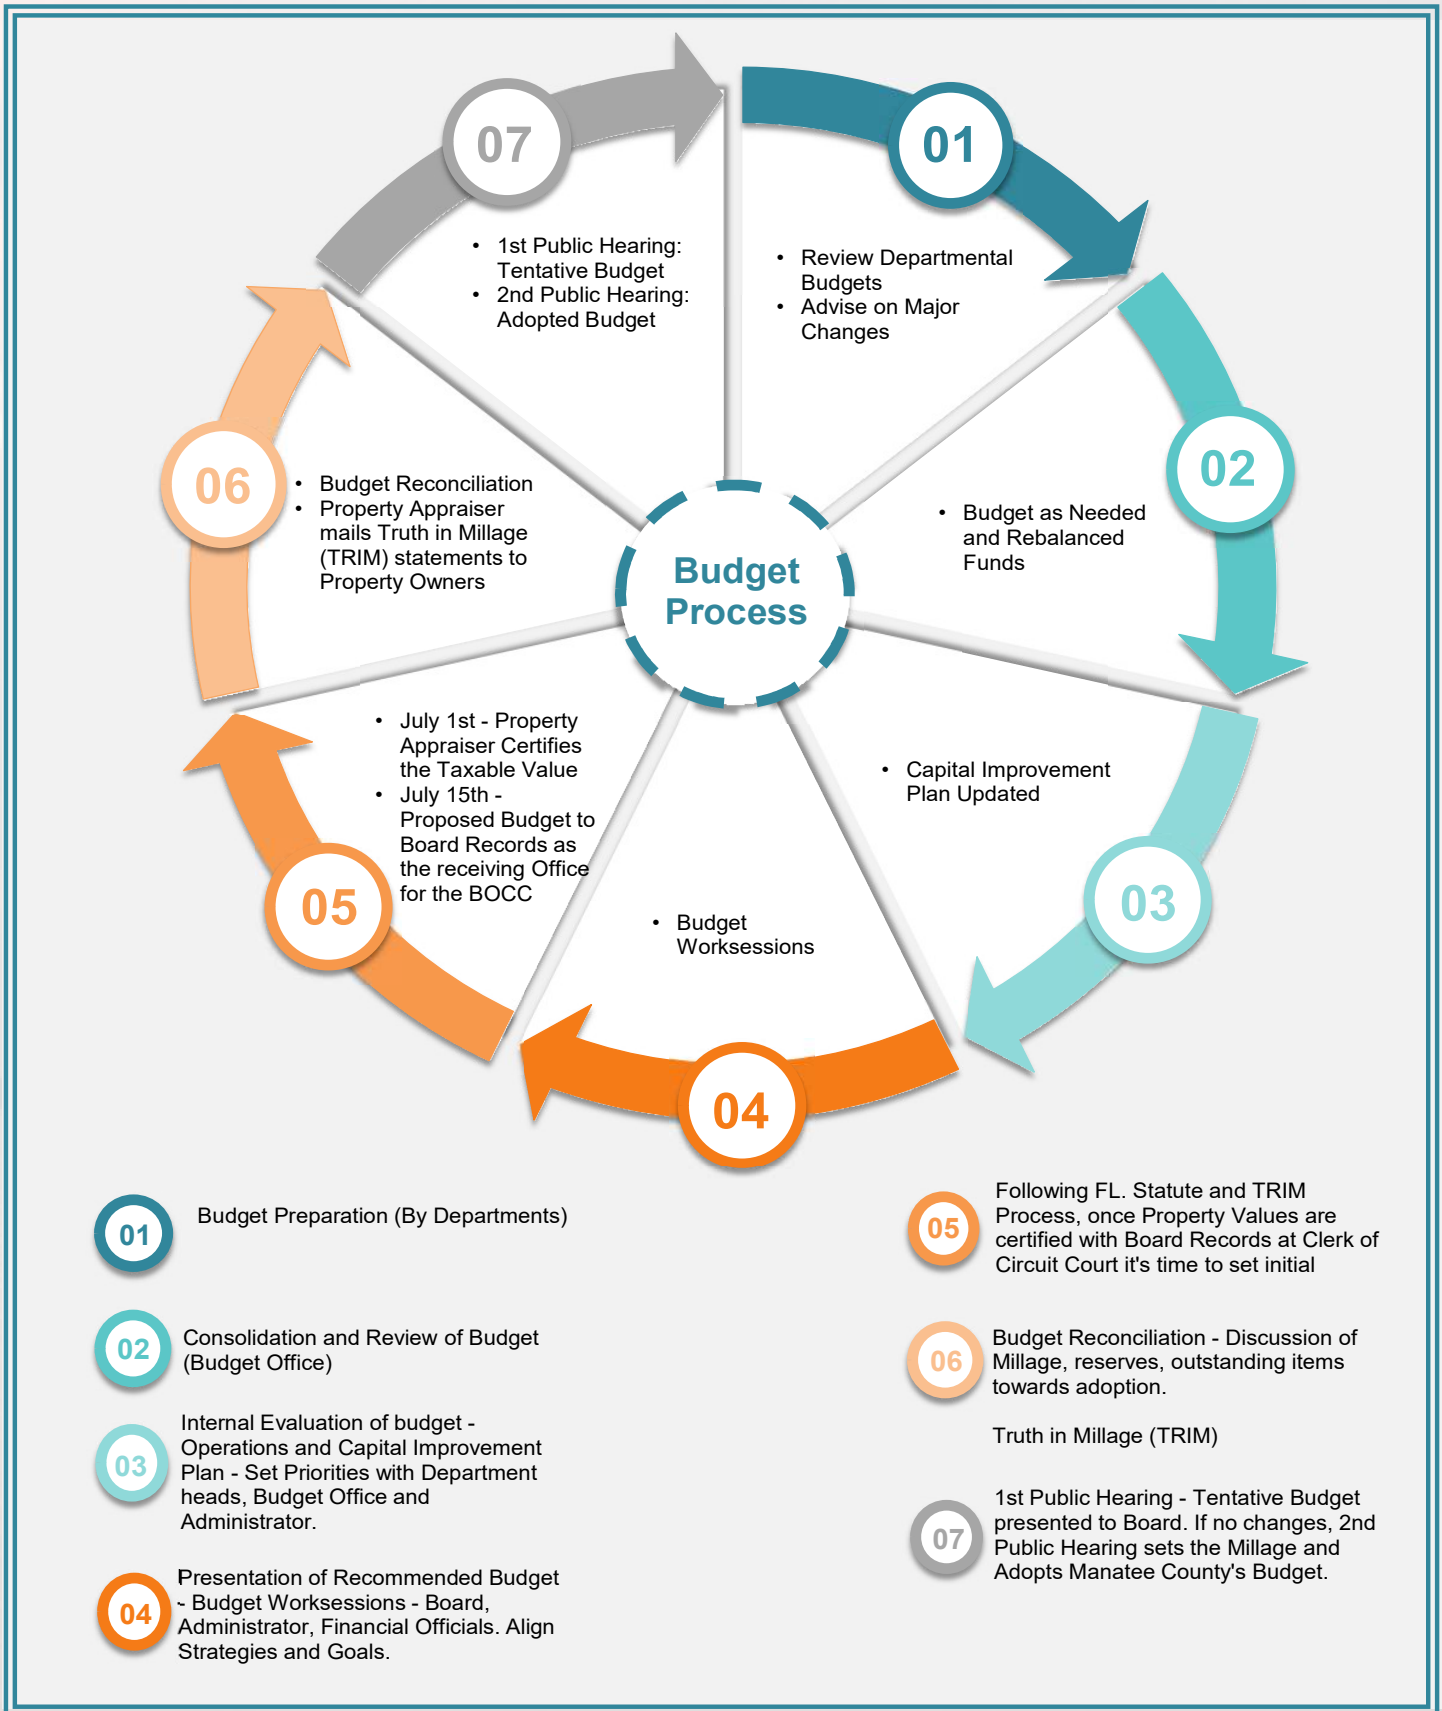 07
01
• 1st Public Hearing:
Tentative Budget
• 2nd Public Hearing:
Adopted Budget
• Review Departmental
Budgets
• Advise on Major
Changes
06
• Budget Reconciliation
• Property Appraiser
mails Truth in Millage
(TRIM) statements to
Property Owners
02
• Budget as Needed
and Rebalanced
Funds
Budget
Process
• July 1st - Property
Appraiser Certifies
the Taxable Value
• July 15th -
Proposed Budget to
Board Records as
the receiving Office
for the BOCC
• Capital Improvement
Plan Updated
05
03
• Budget
Worksessions
04
01
Budget Preparation (By Departments)
02
Consolidation and Review of Budget
(Budget Office)
03
Internal Evaluation of budget -
Operations and Capital Improvement
Plan - Set Priorities with Department
heads, Budget Office and
Administrator.
04
Presentation of Recommended Budget
- Budget Worksessions - Board,
Administrator, Financial Officials. Align
Strategies and Goals.
05
Following FL. Statute and TRIM
Process, once Property Values are
certified with Board Records at Clerk of
Circuit Court it's time to set initial
06
Budget Reconciliation - Discussion of
Millage, reserves, outstanding items
towards adoption.
Truth in Millage (TRIM)
07
1st Public Hearing - Tentative Budget
presented to Board. If no changes, 2nd
Public Hearing sets the Millage and
Adopts Manatee County's Budget.